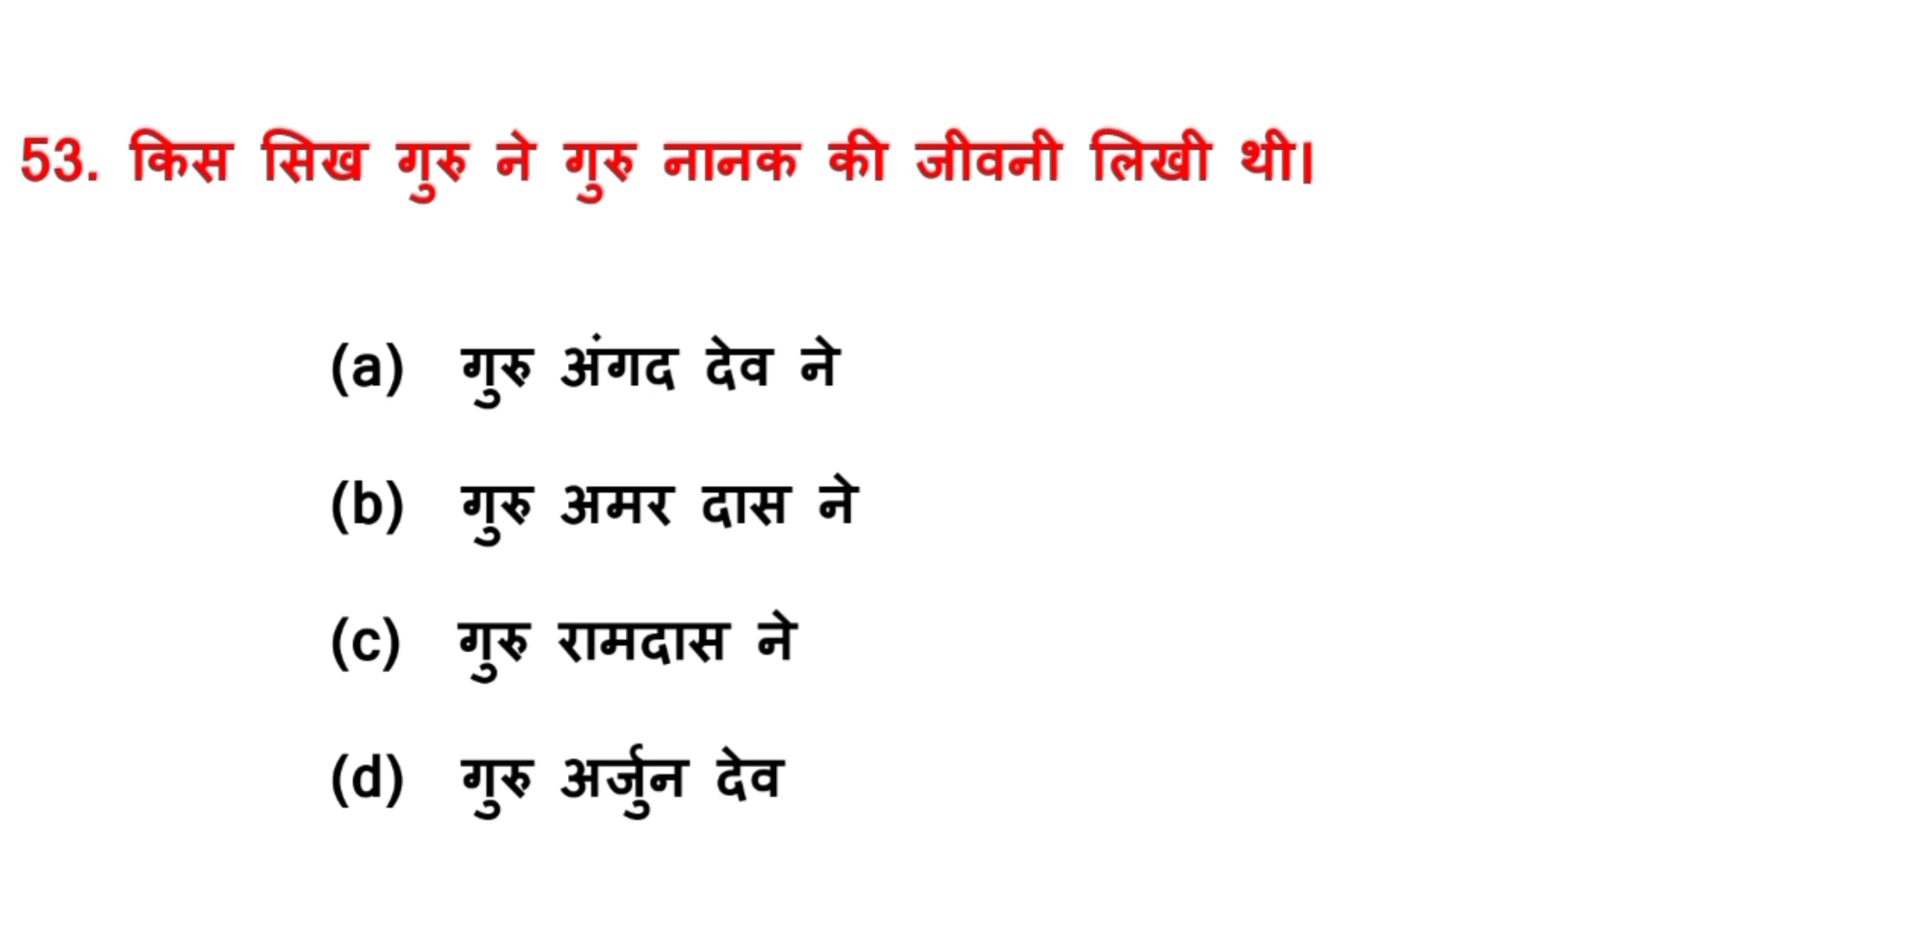 53. किस सिख गुरु ने गुरु नानक की जीवनी लिखी थी।
(a) गुरु अंगद देव ने
(b) गुरु अमर दास ने
(c) गुरु रामदास ने
(d) गुरु अर्जुन देव